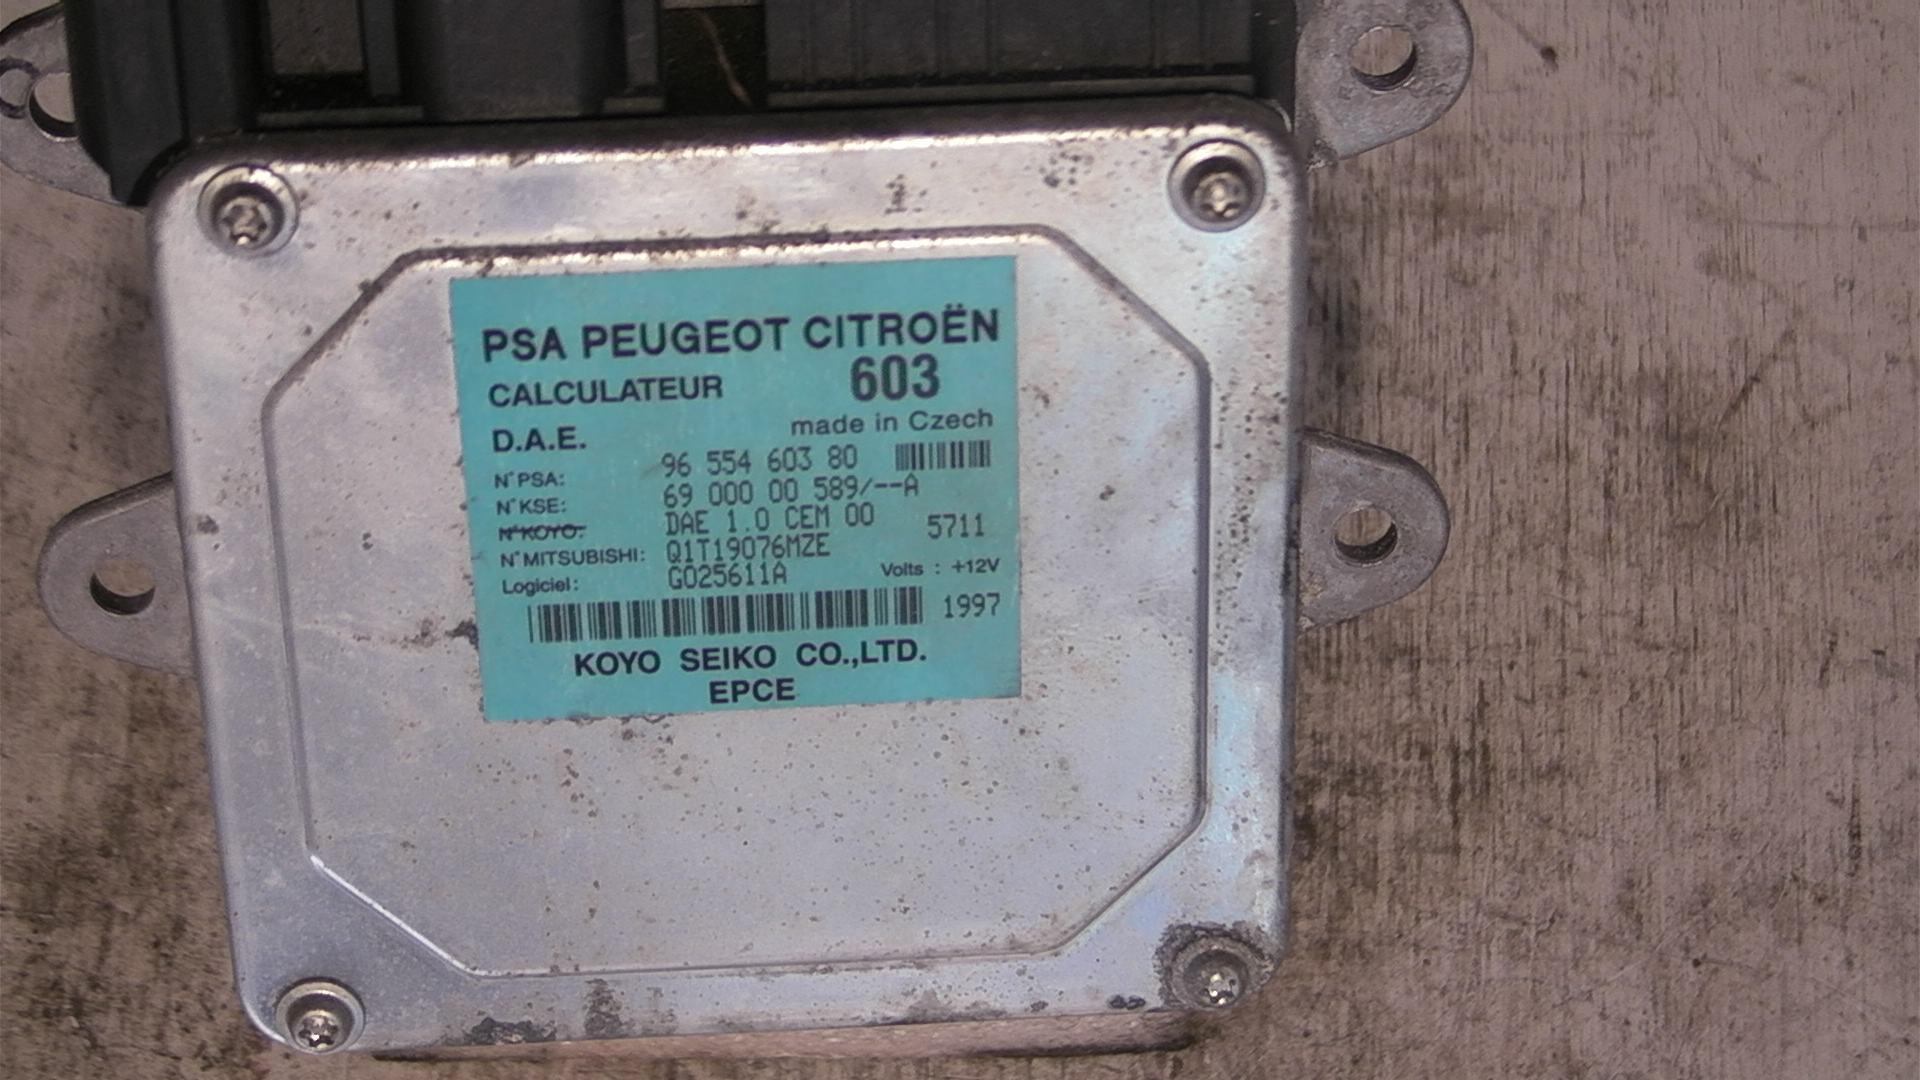 PSA PEUGEOT CITROËN
CALCULATEUR 603
D.A.E. made in Czech
N° PSA: 96 554 603 80
N° KSE: 69 000 00 589/--A
N° KOYO: DAE 1.0 CEM 00 5711
N° MITSUBISHI: Q1T19076MZE
Logiciel: G025611A Volts : +12V
1997
KOYO SEIKO CO.,LTD.
EPCE